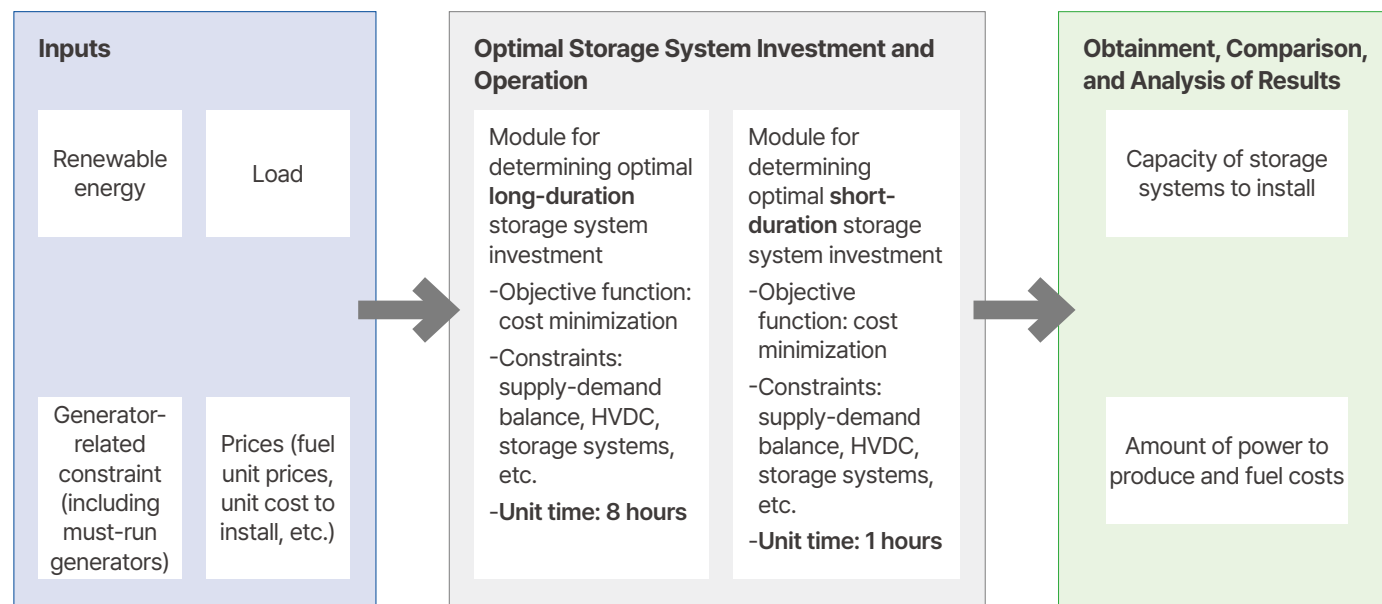 Inputs
Renewable
energy
Load
Generator-
related
constraint
(including
must-run
generators)
Prices (fuel
unit prices,
unit cost to
install, etc.)
Optimal Storage System Investment and
Operation
Module for
determining optimal
long-duration
storage system
investment
-Objective function:
cost minimization
-Constraints:
supply-demand
balance, HVDC,
storage systems,
etc.
-Unit time: 8 hours
Module for
determining
optimal short-
duration storage
system investment
-Objective
function: cost
minimization
-Constraints:
supply-demand
balance, HVDC,
storage systems,
etc.
-Unit time: 1 hours
Obtainment, Comparison,
and Analysis of Results
Capacity of storage
systems to install
Amount of power to
produce and fuel costs